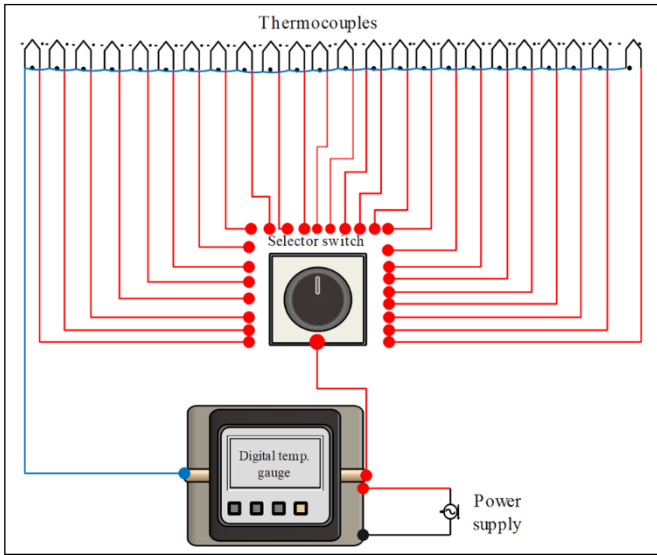 Thermocouples
Selector switch
Digital temp.
gauge
Power
supply